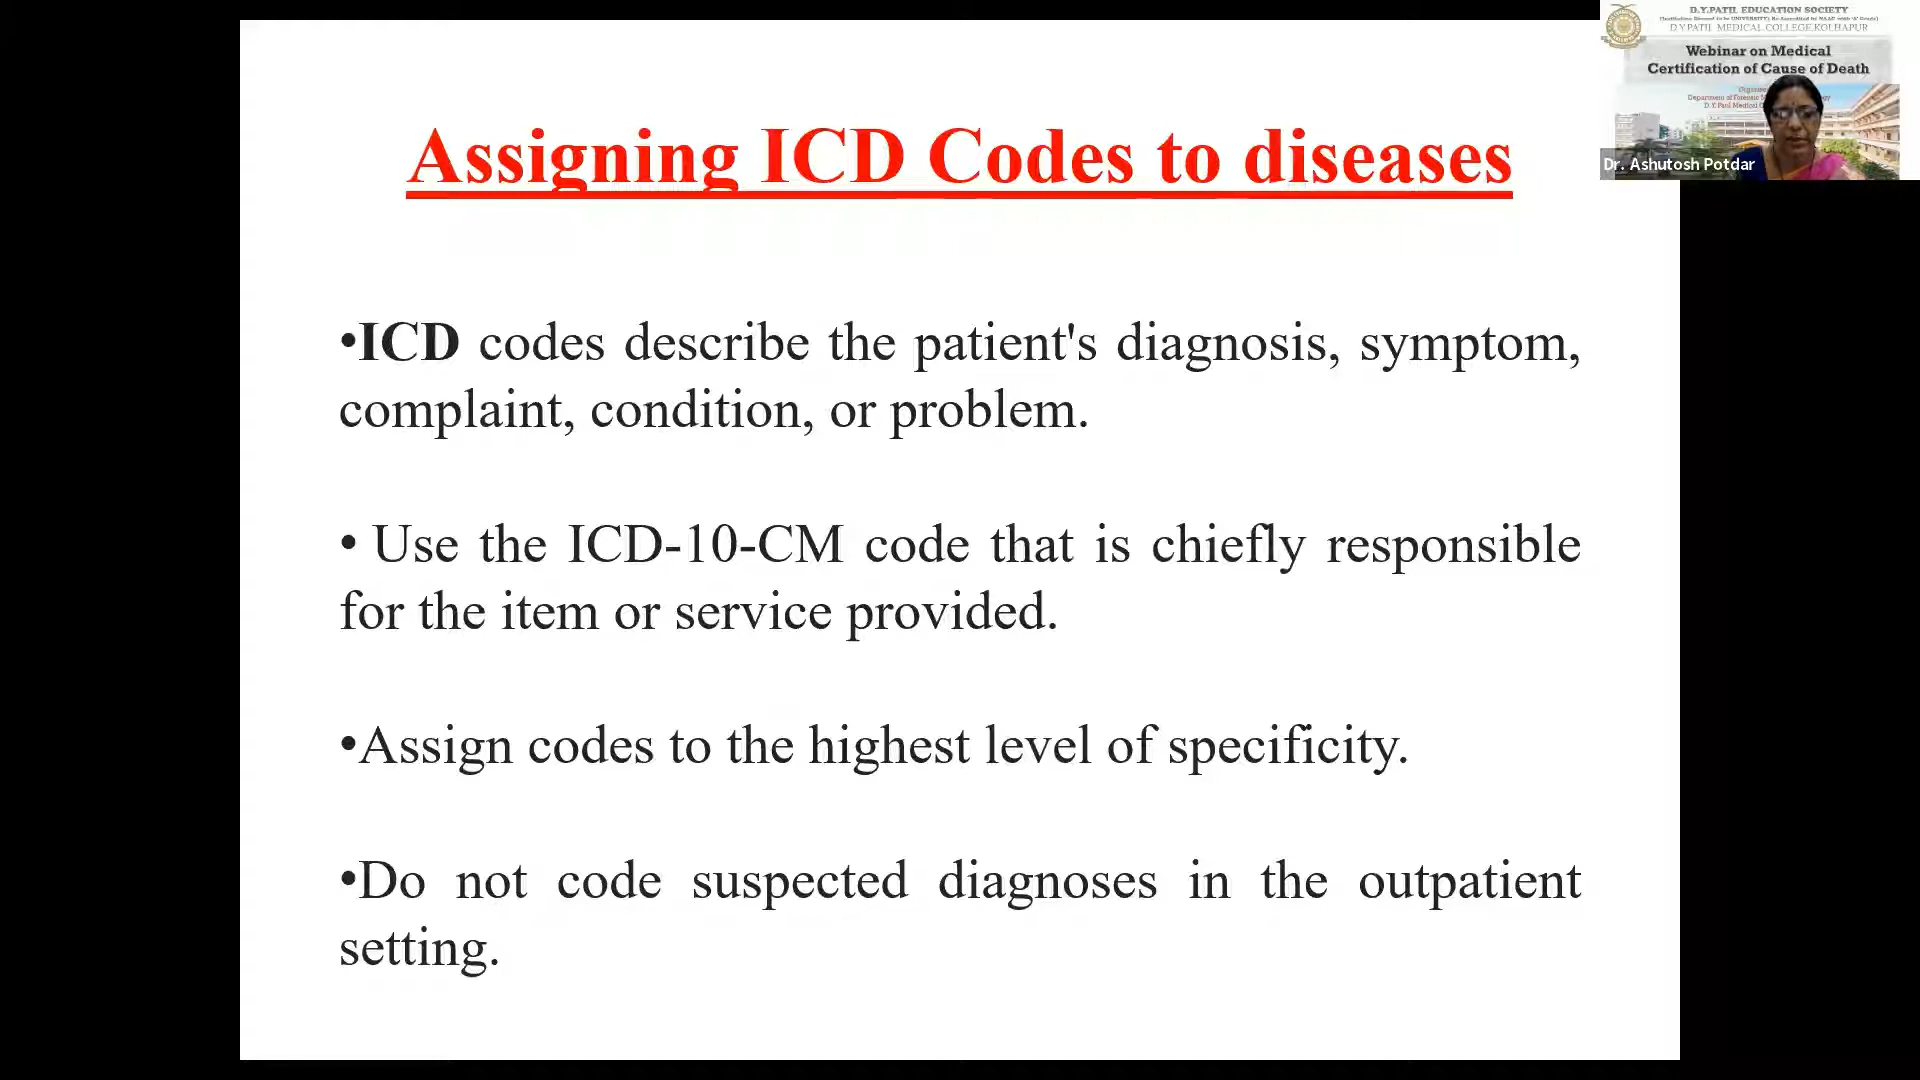 Assigning ICD Codes to diseases
•ICD codes describe the patient's diagnosis, symptom,
complaint, condition, or problem.
• Use the ICD-10-CM code that is chiefly responsible
for the item or service provided.
•Assign codes to the highest level of specificity.
•Do not code suspected diagnoses in the outpatient
setting.
D.Y.PATIL EDUCATION SOCIETY
D.Y.PATIL MEDICAL COLLEGE,KOLHAPUR
Webinar on Medical
Certification of Cause of Death
Dr. Ashutosh Potdar